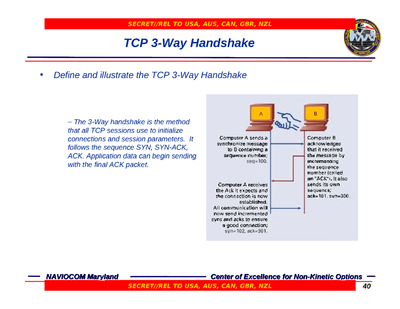 SECRET//REL TO USA, AUS, CAN, GBR, NZL
TCP 3-Way Handshake
• Define and illustrate the TCP 3-Way Handshake
– The 3-Way handshake is the method
that all TCP sessions use to initialize
connections and session parameters. It
follows the sequence SYN, SYN-ACK,
ACK. Application data can begin sending
with the final ACK packet.
A
B
Computer A sends a
synchronize message
to B containing a
sequence number;
seq=100.
Computer B
acknowledges
that it received
the message by
incrementing
the sequence
number (called
an "ACK"). It also
sends its own
sequence;
ack=101, syn=300.
Computer A receives
the Ack it expects and
the connection is now
established.
All communication will
now send incremented
syns and acks to ensure
a good connection;
syn=102, ack=301.
NAVIOCOM Maryland
Center of Excellence for Non-Kinetic Options
SECRET//REL TO USA, AUS, CAN, GBR, NZL
40